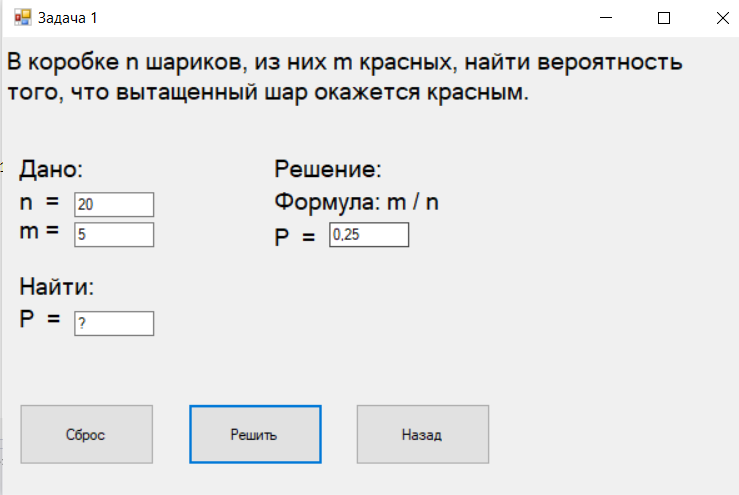 Задача 1
В коробке n шариков, из них m красных, найти вероятность
того, что вытащенный шар окажется красным.
Дано:
n = 20
m = 5
Найти:
P = ?
Решение:
Формула: m / n
P = 0,25
Сброс
Решить
Назад